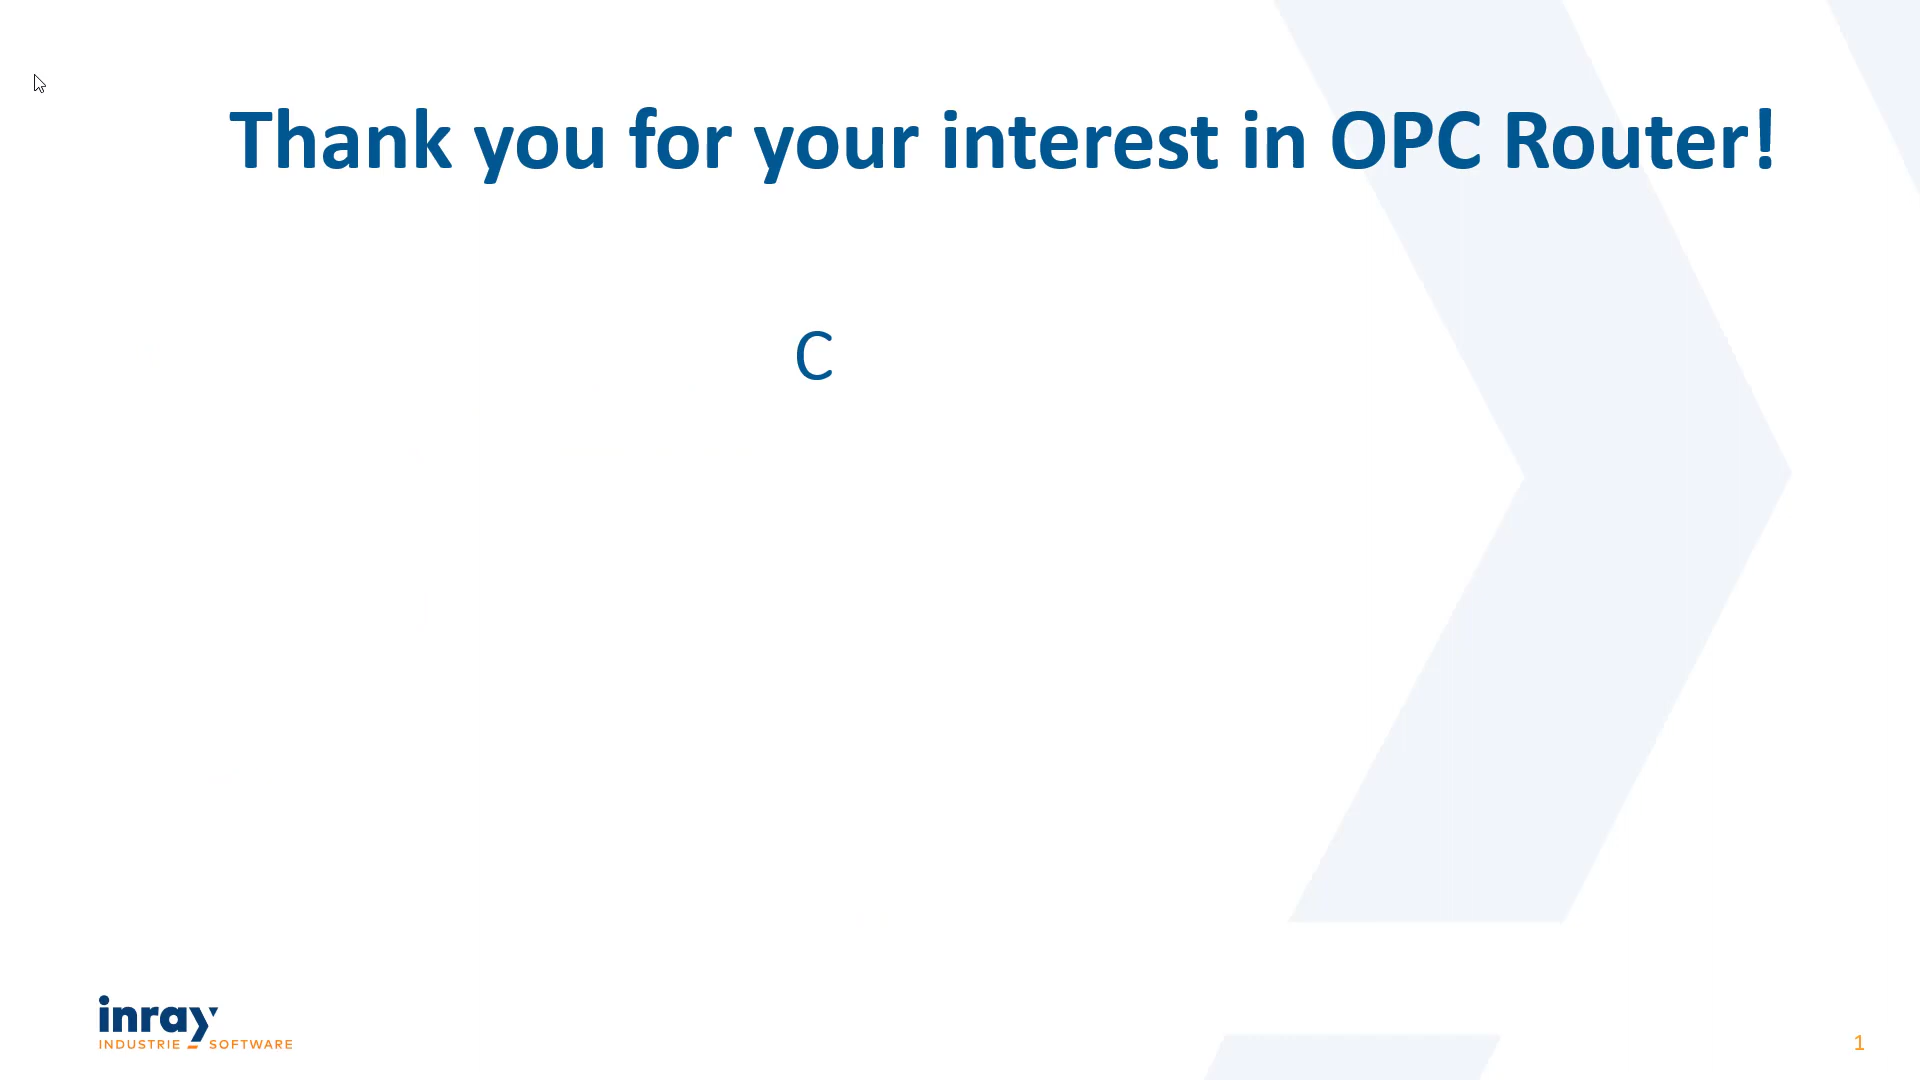 Thank you for your interest in OPC Router!
C
inray
INDUSTRIE SOFTWARE
1